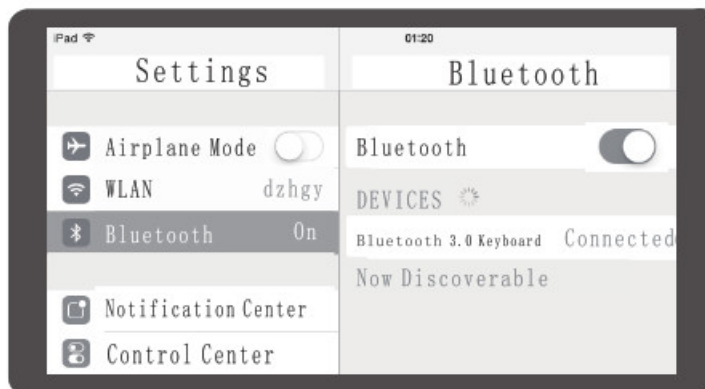 iPad
01:20
Settings
Bluetooth
Airplane Mode
WLAN dzhgy
Bluetooth On
Notification Center
Control Center
Bluetooth
DEVICES
Bluetooth 3.0 Keyboard Connected
Now Discoverable